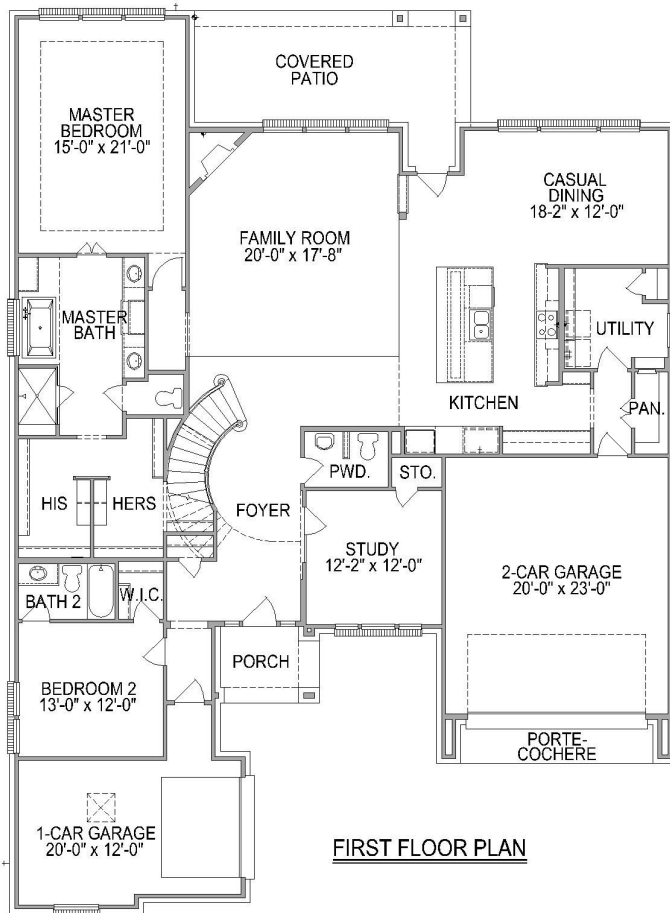 COVERED
PATIO
MASTER
BEDROOM
15'-0" x 21'-0"
CASUAL
DINING
18-2" x 12'-0"
FAMILY ROOM
20'-0" x 17'-8"
MASTER
BATH
UTILITY
KITCHEN
PAN.
HIS
HERS
FOYER
PWD.
STO.
STUDY
12'-2" x 12'-0"
2-CAR GARAGE
20'-0" x 23'-0"
BATH 2
W.I.C.
PORCH
BEDROOM 2
13'-0" x 12'-0"
PORTE-
COCHERE
1-CAR GARAGE
20'-0" x 12'-0"
FIRST FLOOR PLAN